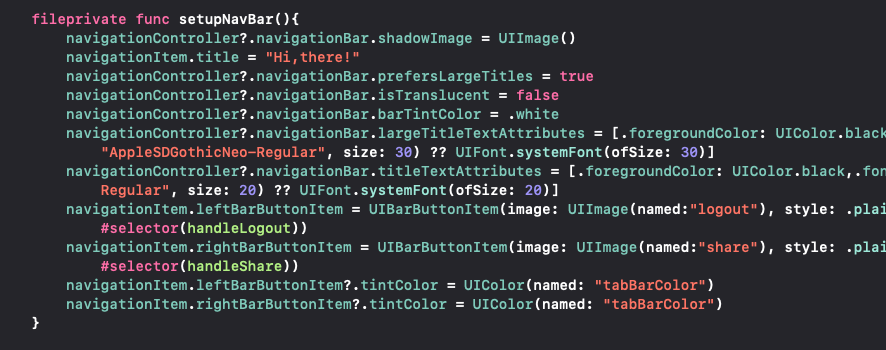 fileprivate func setupNavBar(){
navigationController?.navigationBar.shadowImage = UIImage()
navigationItem.title = "Hi,there!"
navigationController?.navigationBar.prefersLargeTitles = true
navigationController?.navigationBar.isTranslucent = false
navigationController?.navigationBar.barTintColor = .white
navigationController?.navigationBar.largeTitleTextAttributes = [.foregroundColor: UIColor.black
"AppleSDGothicNeo-Regular", size: 30) ?? UIFont.systemFont(ofSize: 30)]
navigationController?.navigationBar.titleTextAttributes = [.foregroundColor: UIColor.black,.fon
Regular", size: 20) ?? UIFont.systemFont(ofSize: 20)]
navigationItem.leftBarButtonItem = UIBarButtonItem(image: UIImage(named:"logout"), style: .plai
#selector(handleLogout))
navigationItem.rightBarButtonItem = UIBarButtonItem(image: UIImage(named:"share"), style: .plai
#selector(handleShare))
navigationItem.leftBarButtonItem?.tintColor = UIColor(named: "tabBarColor")
navigationItem.rightBarButtonItem?.tintColor = UIColor(named: "tabBarColor")
}